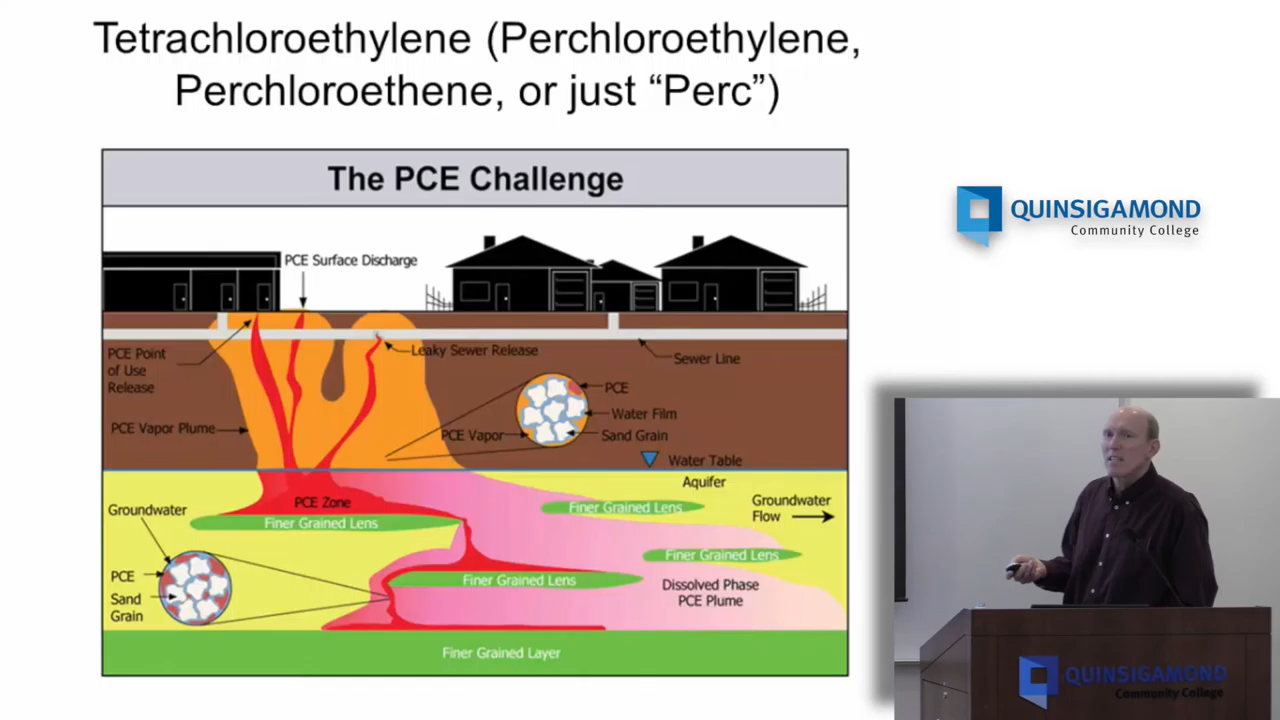 Tetrachloroethylene (Perchloroethylene,
Perchloroethene, or just “Perc”)
The PCE Challenge
PCE Surface Discharge
PCE Point
of Use
Release
Leaky Sewer Release
Sewer Line
PCE Vapor Plume
PCE
Water Film
PCE Vapor
Sand Grain
Water Table
Aquifer
PCE Zone
Groundwater
Flow
Groundwater
Finer Grained Lens
Finer Grained Lens
Finer Grained Lens
PCE
Finer Grained Lens
Sand
Grain
Dissolved Phase
PCE Plume
Finer Grained Layer
QUINSIGAMOND
Community College
QUINSIGAMOND
Community College